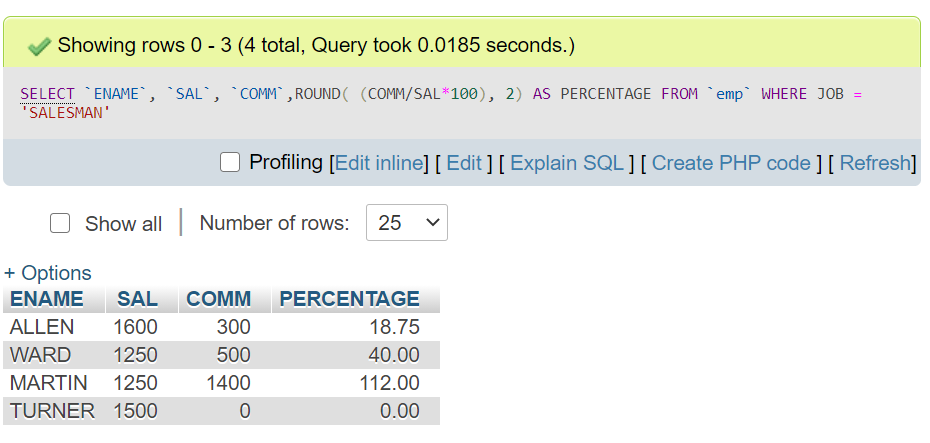 Showing rows 0 - 3 (4 total, Query took 0.0185 seconds.)
SELECT `ENAME`, `SAL`, `COMM`,ROUND( (COMM/SAL*100), 2) AS PERCENTAGE FROM `emp` WHERE JOB =
'SALESMAN'
Profiling [Edit inline] [ Edit ] [ Explain SQL ] [ Create PHP code ] [ Refresh]
Show all Number of rows: 25
+ Options
ENAME SAL COMM PERCENTAGE
ALLEN 1600 300 18.75
WARD 1250 500 40.00
MARTIN 1250 1400 112.00
TURNER 1500 0 0.00